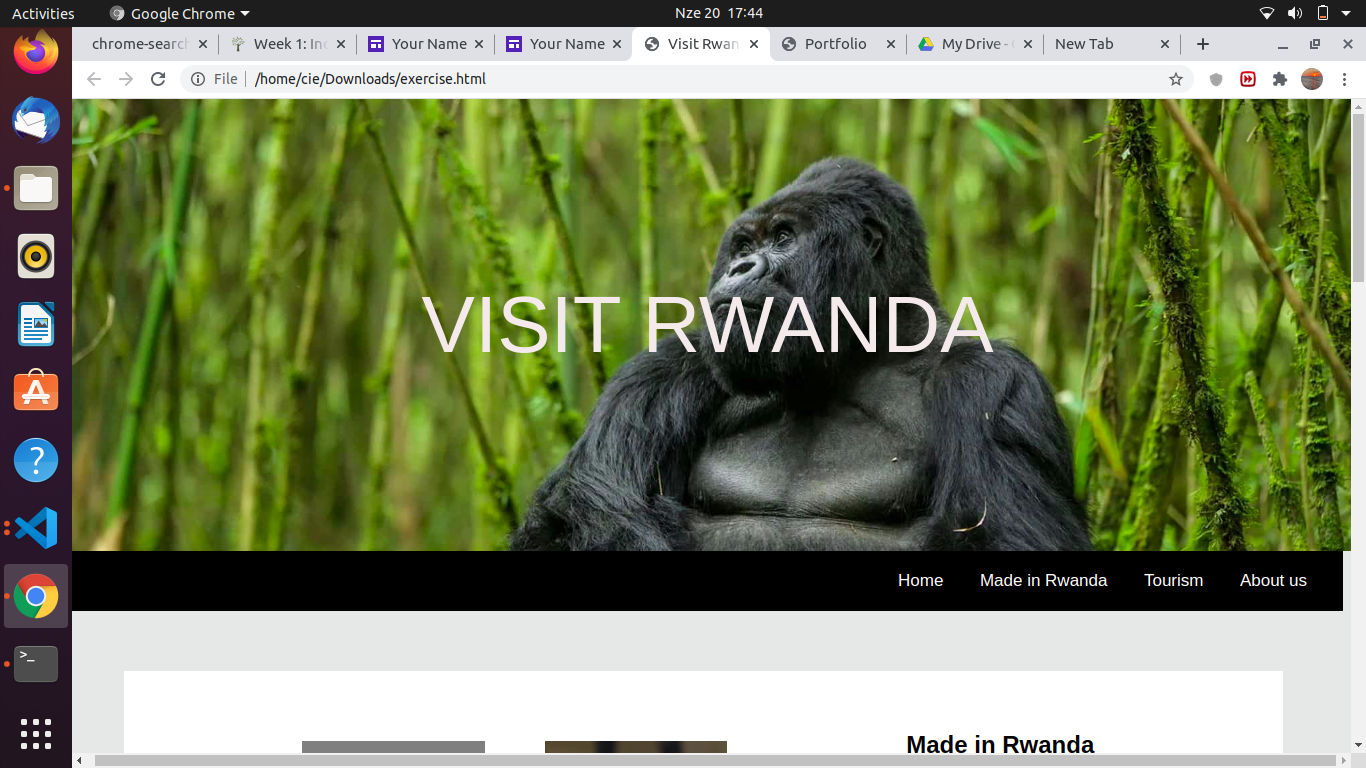 Activities
Google Chrome
Nze 20 17:44
chrome-search
Week 1: In
Your Name
Your Name
Visit Rwan
Portfolio
My Drive -
New Tab
File
/home/cie/Downloads/exercise.html
VISIT RWANDA
Home
Made in Rwanda
Tourism
About us
Made in Rwanda
>_